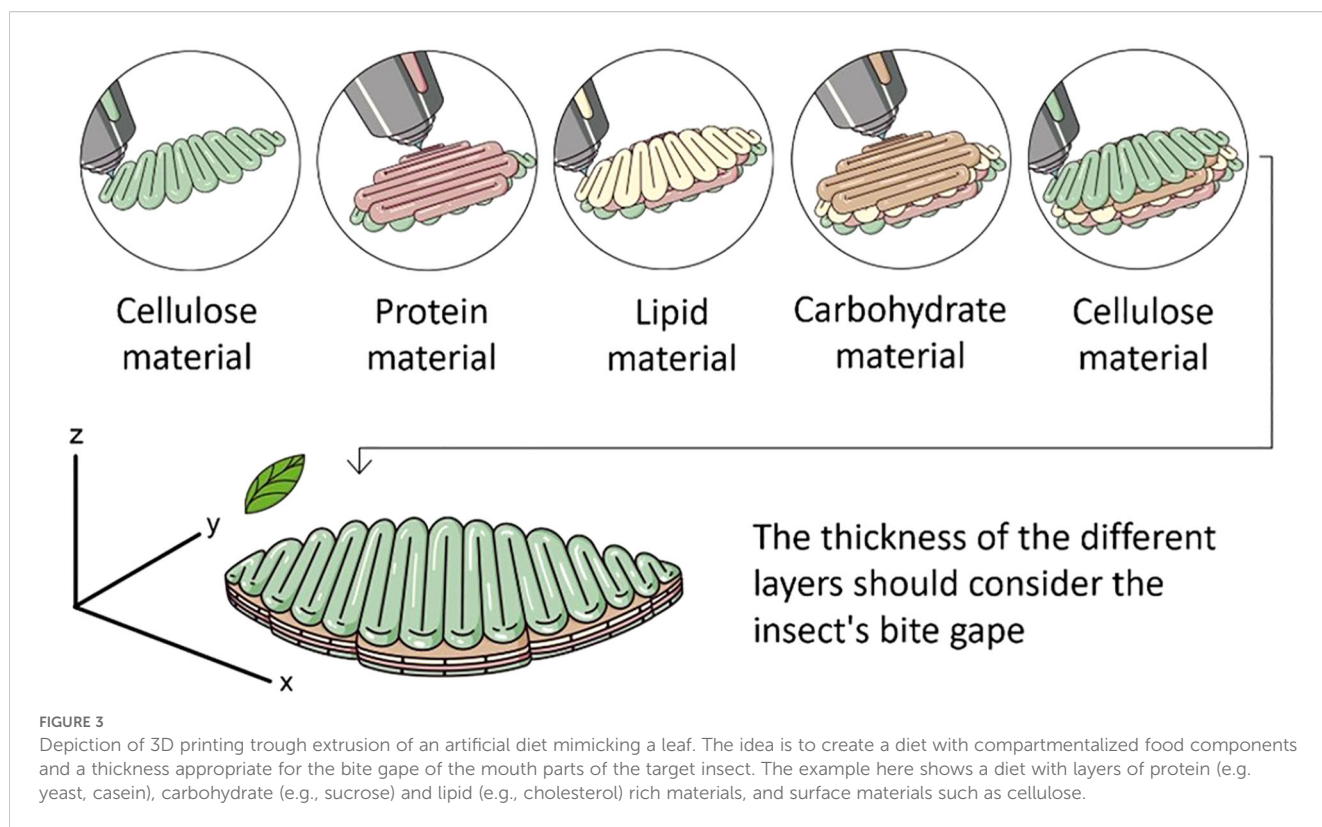 Cellulose
material
Protein
material
Lipid
material
Carbohydrate
material
Cellulose
material
z
y
x
The thickness of the different
layers should consider the
insect's bite gape
FIGURE 3
Depiction of 3D printing trough extrusion of an artificial diet mimicking a leaf. The idea is to create a diet with compartmentalized food components
and a thickness appropriate for the bite gape of the mouth parts of the target insect. The example here shows a diet with layers of protein (e.g.
yeast, casein), carbohydrate (e.g., sucrose) and lipid (e.g., cholesterol) rich materials, and surface materials such as cellulose.